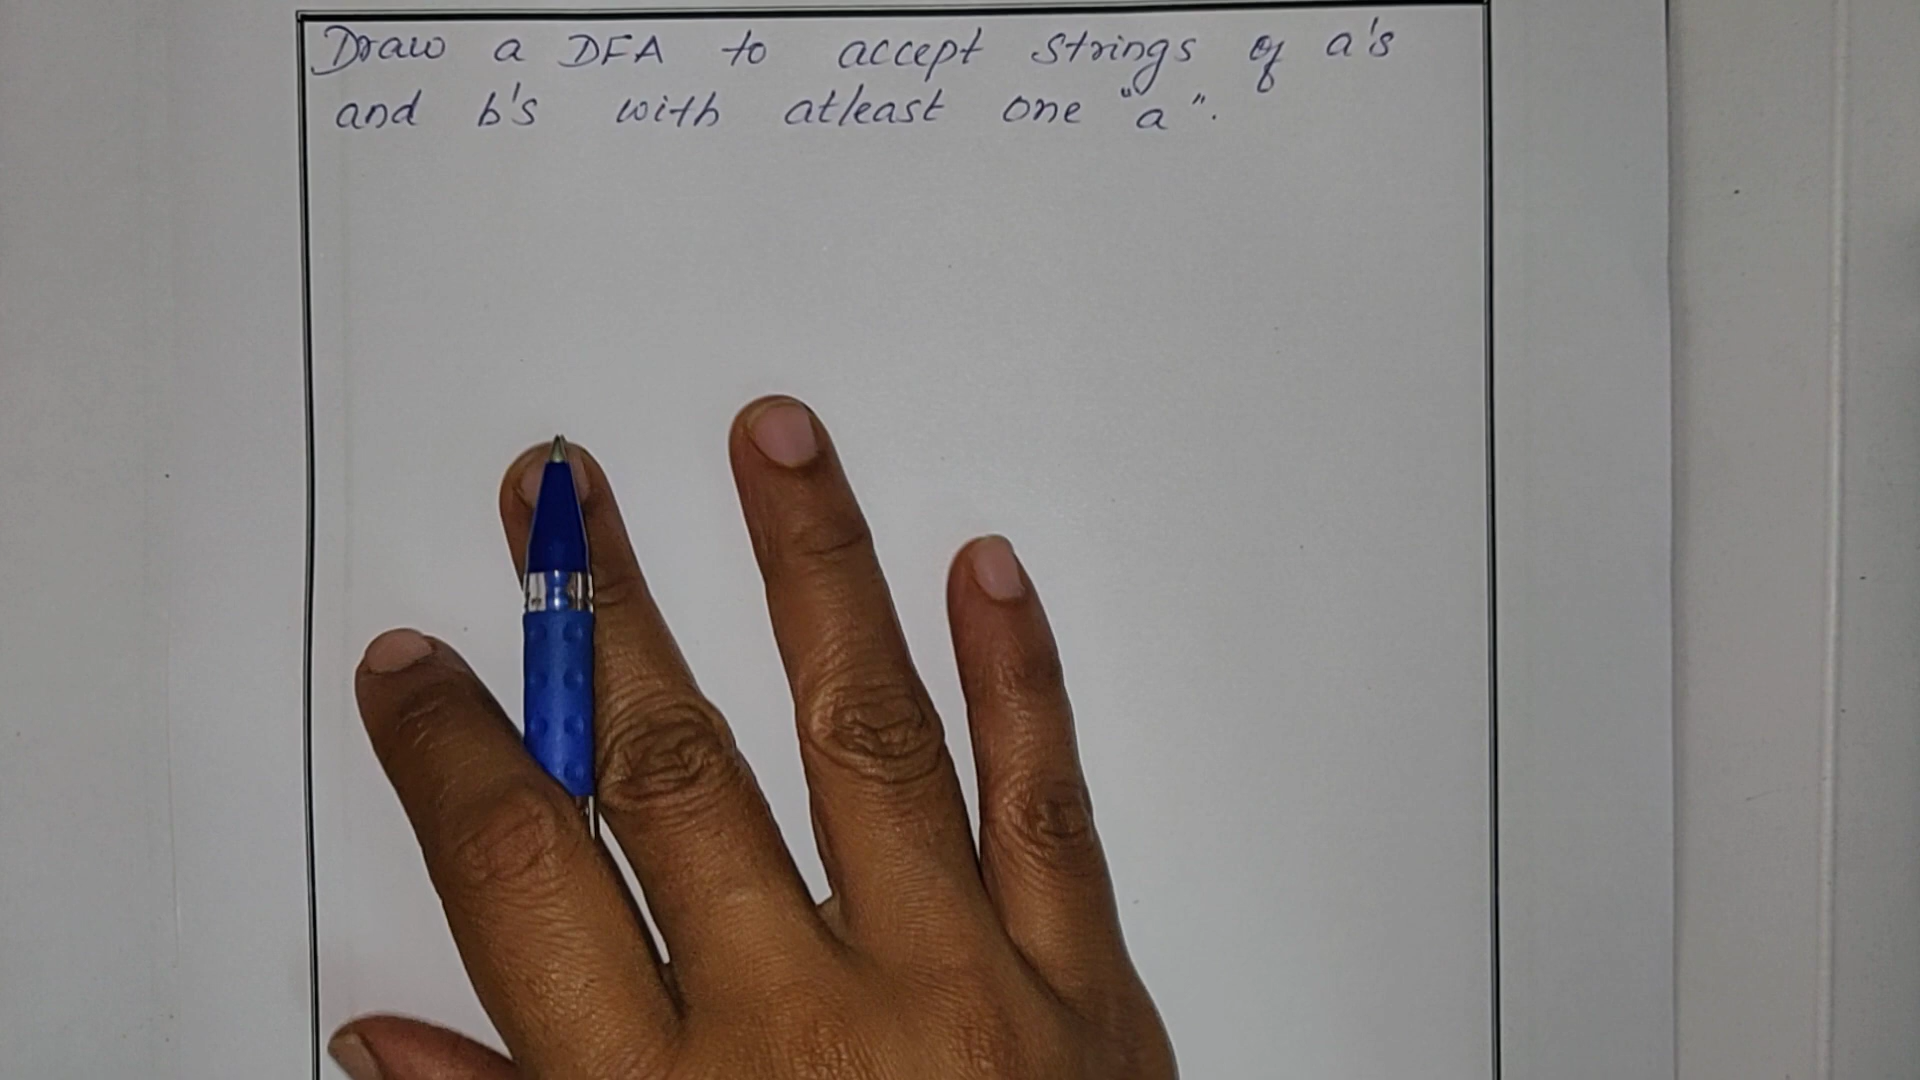 Draw a DFA to accept strings of a's
and b's with atleast one "a".